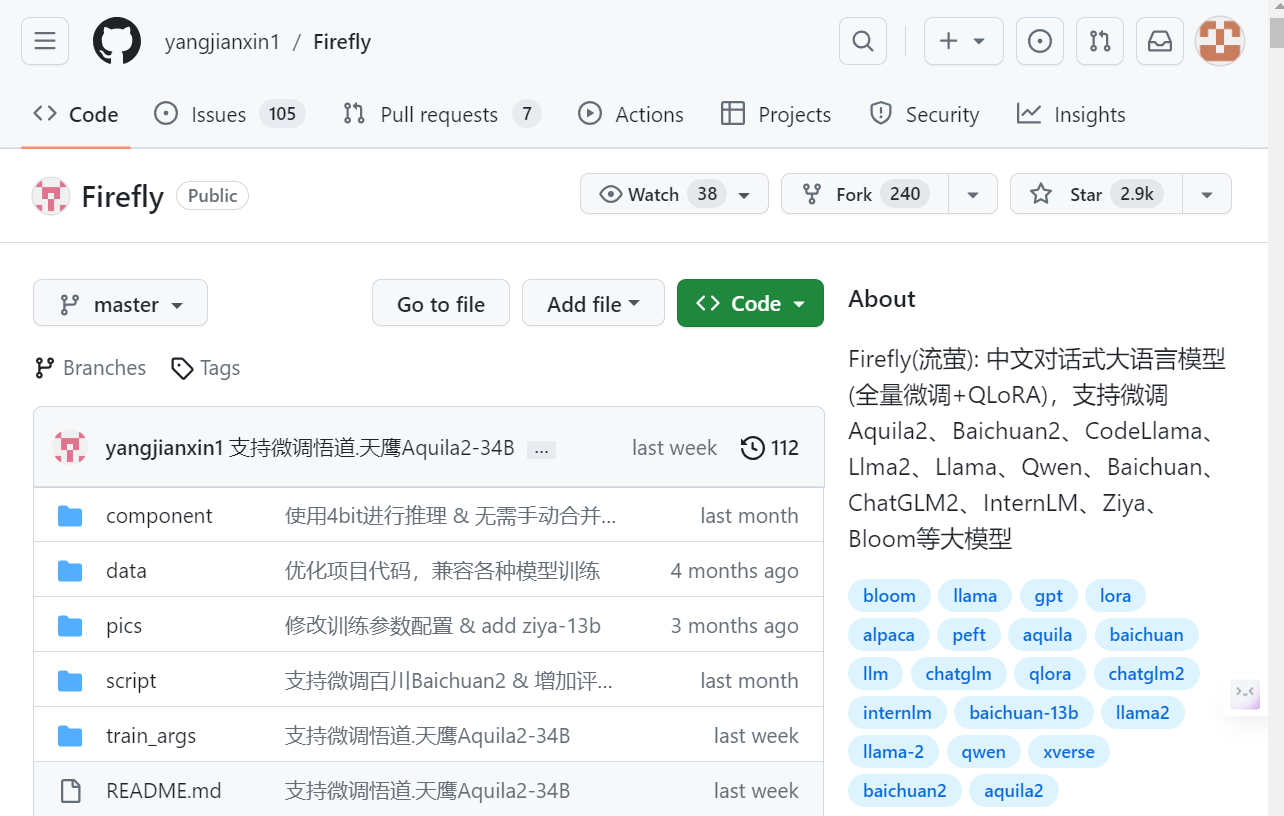 yangjianxin1 / Firefly
Code Issues 105 Pull requests 7 Actions Projects Security Insights
Firefly Public Watch 38 Fork 240 Star 2.9k
master Go to file Add file Code
Branches Tags
yangjianxin1 支持微调悟道.天鹰Aquila2-34B ... last week 112
component 使用4bit进行推理 & 无需手动合并… last month
data 优化项目代码，兼容各种模型训练 4 months ago
pics 修改训练参数配置 & add ziya-13b 3 months ago
script 支持微调百川Baichuan2 & 增加评… last month
train_args 支持微调悟道.天鹰Aquila2-34B last week
README.md 支持微调悟道.天鹰Aquila2-34B last week
About
Firefly(流萤): 中文对话式大语言模型
(全量微调+QLoRA)，支持微调
Aquila2、Baichuan2、CodeLlama、
Llma2、Llama、Qwen、Baichuan、
ChatGLM2、InternLM、Ziya、
Bloom等大模型
bloom llama gpt lora
alpaca peft aquila baichuan
llm chatglm qlora chatglm2
internlm baichuan-13b llama2
llama-2 qwen xverse
baichuan2 aquila2